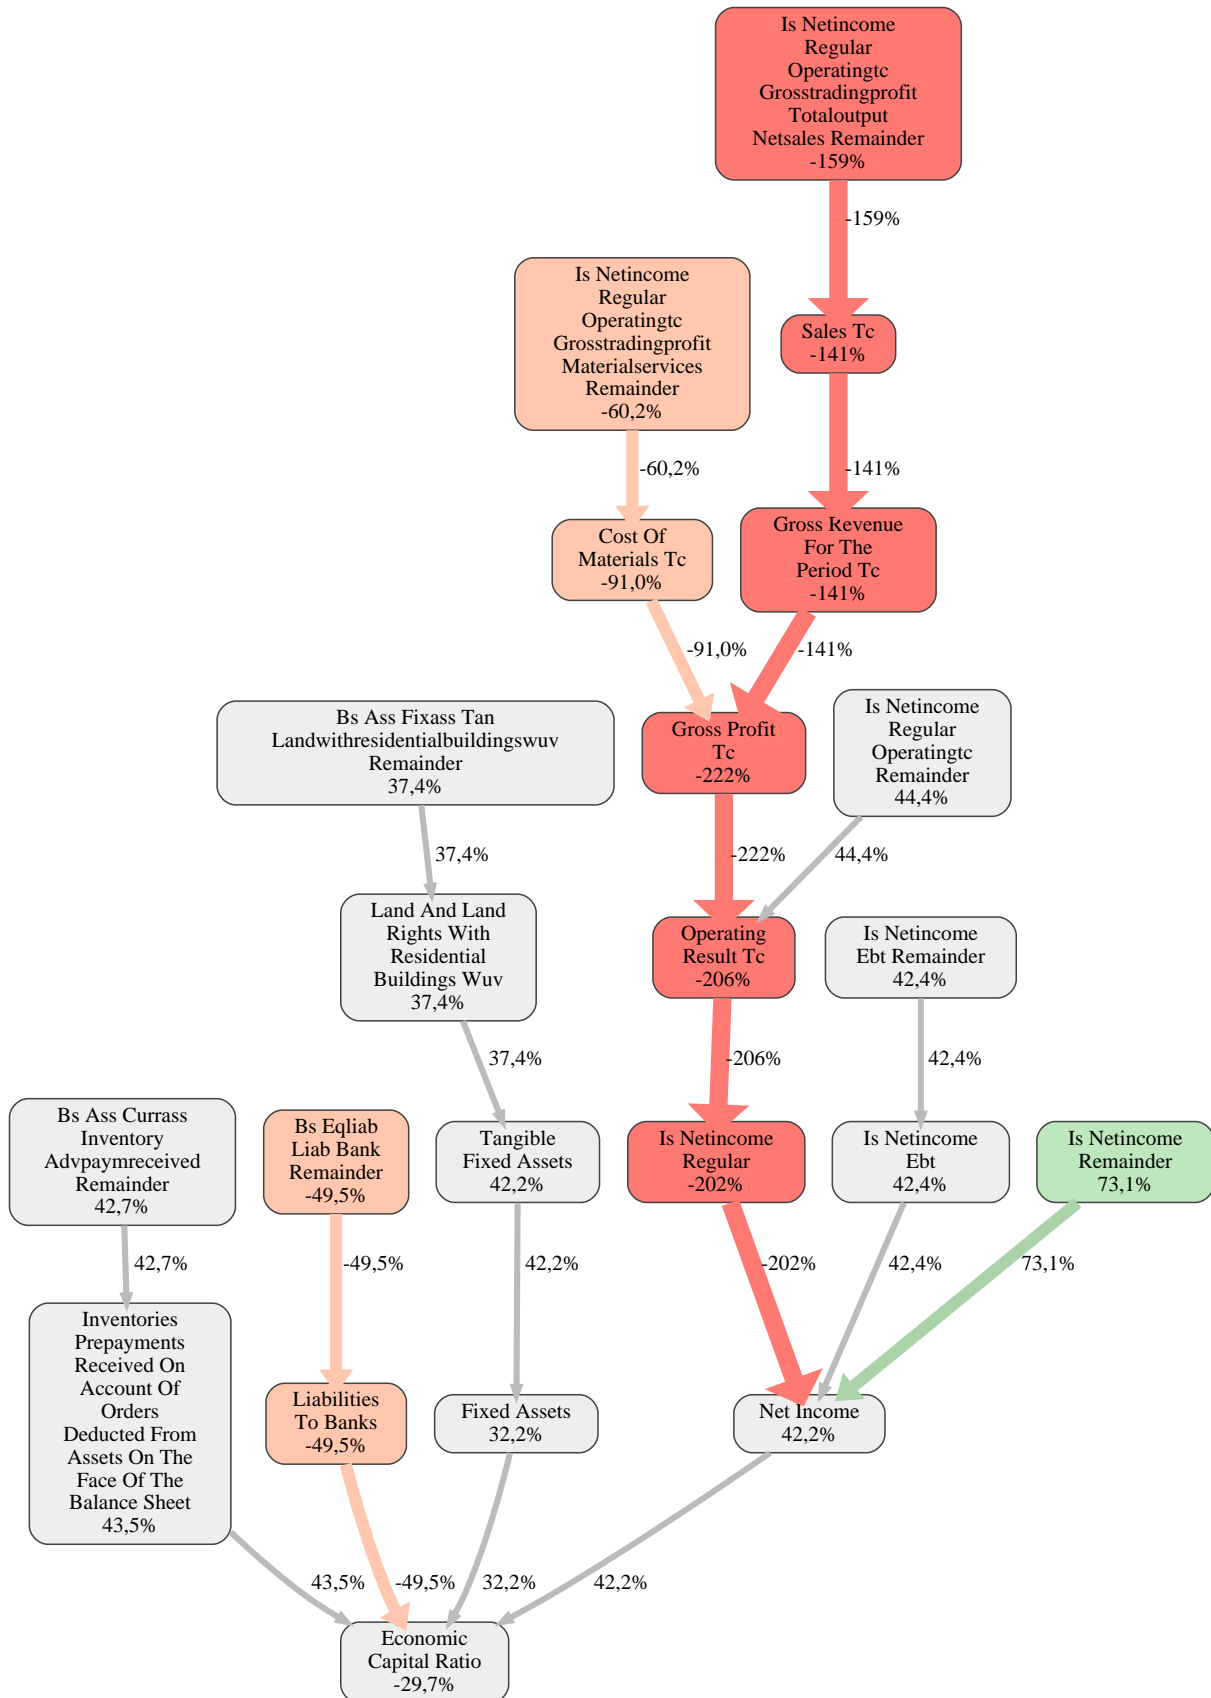 Is Netincome
Regular
Operatingtc
Grosstradingprofit
Totaloutput
Netsales Remainder
-159%
-159%
Is Netincome
Regular
Operatingtc
Grosstradingprofit
Materialservices
Remainder
-60,2%
Sales Tc
-141%
-60,2%
-141%
Cost Of
Materials Tc
-91,0%
Gross Revenue
For The
Period Tc
-141%
-91,0%
-141%
Bs Ass Fixass Tan
Landwithresidentialbuildingswuv
Remainder
37,4%
Gross Profit
Tc
-222%
Is Netincome
Regular
Operatingtc
Remainder
44,4%
37,4%
-222%
44,4%
Land And Land
Rights With
Residential
Buildings Wuv
37,4%
Operating
Result Tc
-206%
Is Netincome
Ebt Remainder
42,4%
37,4%
-206%
42,4%
Bs Ass Currass
Inventory
Advpaymreceived
Remainder
42,7%
Bs Eqliab
Liab Bank
Remainder
-49,5%
Tangible
Fixed Assets
42,2%
Is Netincome
Regular
-202%
Is Netincome
Ebt
42,4%
Is Netincome
Remainder
73,1%
42,7%
-49,5%
42,2%
-202%
42,4%
73,1%
Inventories
Prepayments
Received On
Account Of
Orders
Deducted From
Assets On The
Face Of The
Balance Sheet
43,5%
Liabilities
To Banks
-49,5%
Fixed Assets
32,2%
Net Income
42,2%
43,5%
-49,5%
32,2%
42,2%
Economic
Capital Ratio
-29,7%